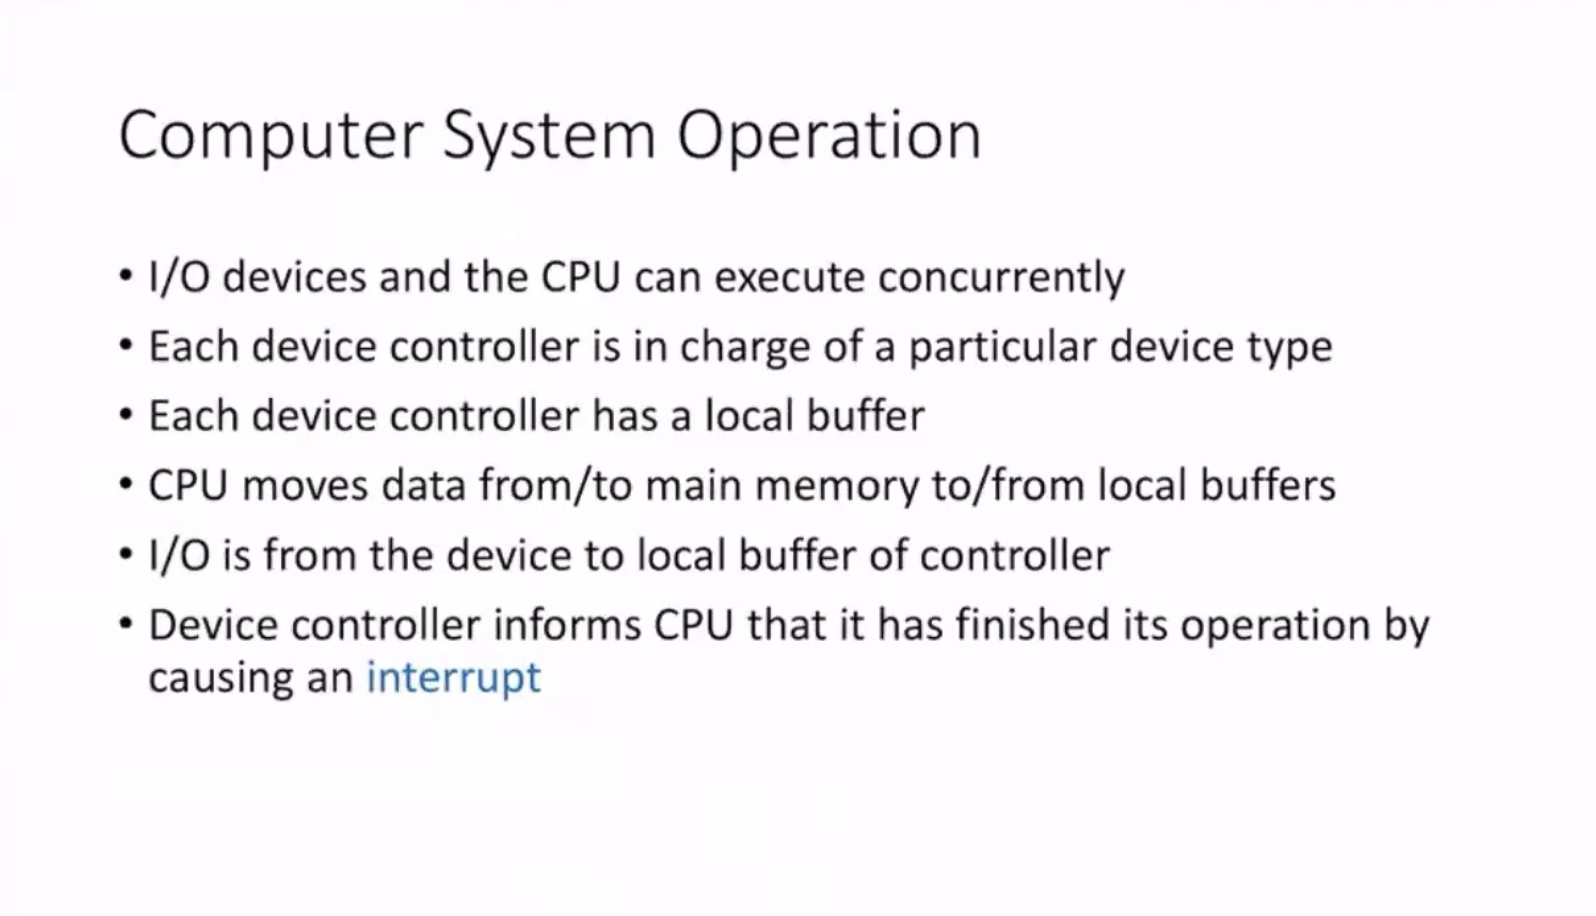 Computer System Operation
• I/O devices and the CPU can execute concurrently
• Each device controller is in charge of a particular device type
• Each device controller has a local buffer
• CPU moves data from/to main memory to/from local buffers
• I/O is from the device to local buffer of controller
• Device controller informs CPU that it has finished its operation by
causing an interrupt